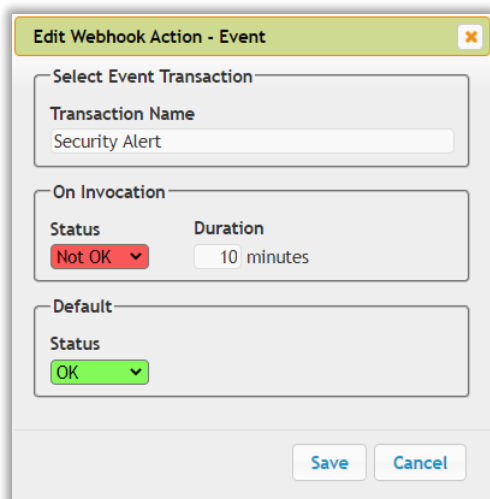 Edit Webhook Action - Event
Select Event Transaction
Transaction Name
Security Alert
On Invocation
Status Duration
Not OK 10 minutes
Default
Status
OK
Save Cancel